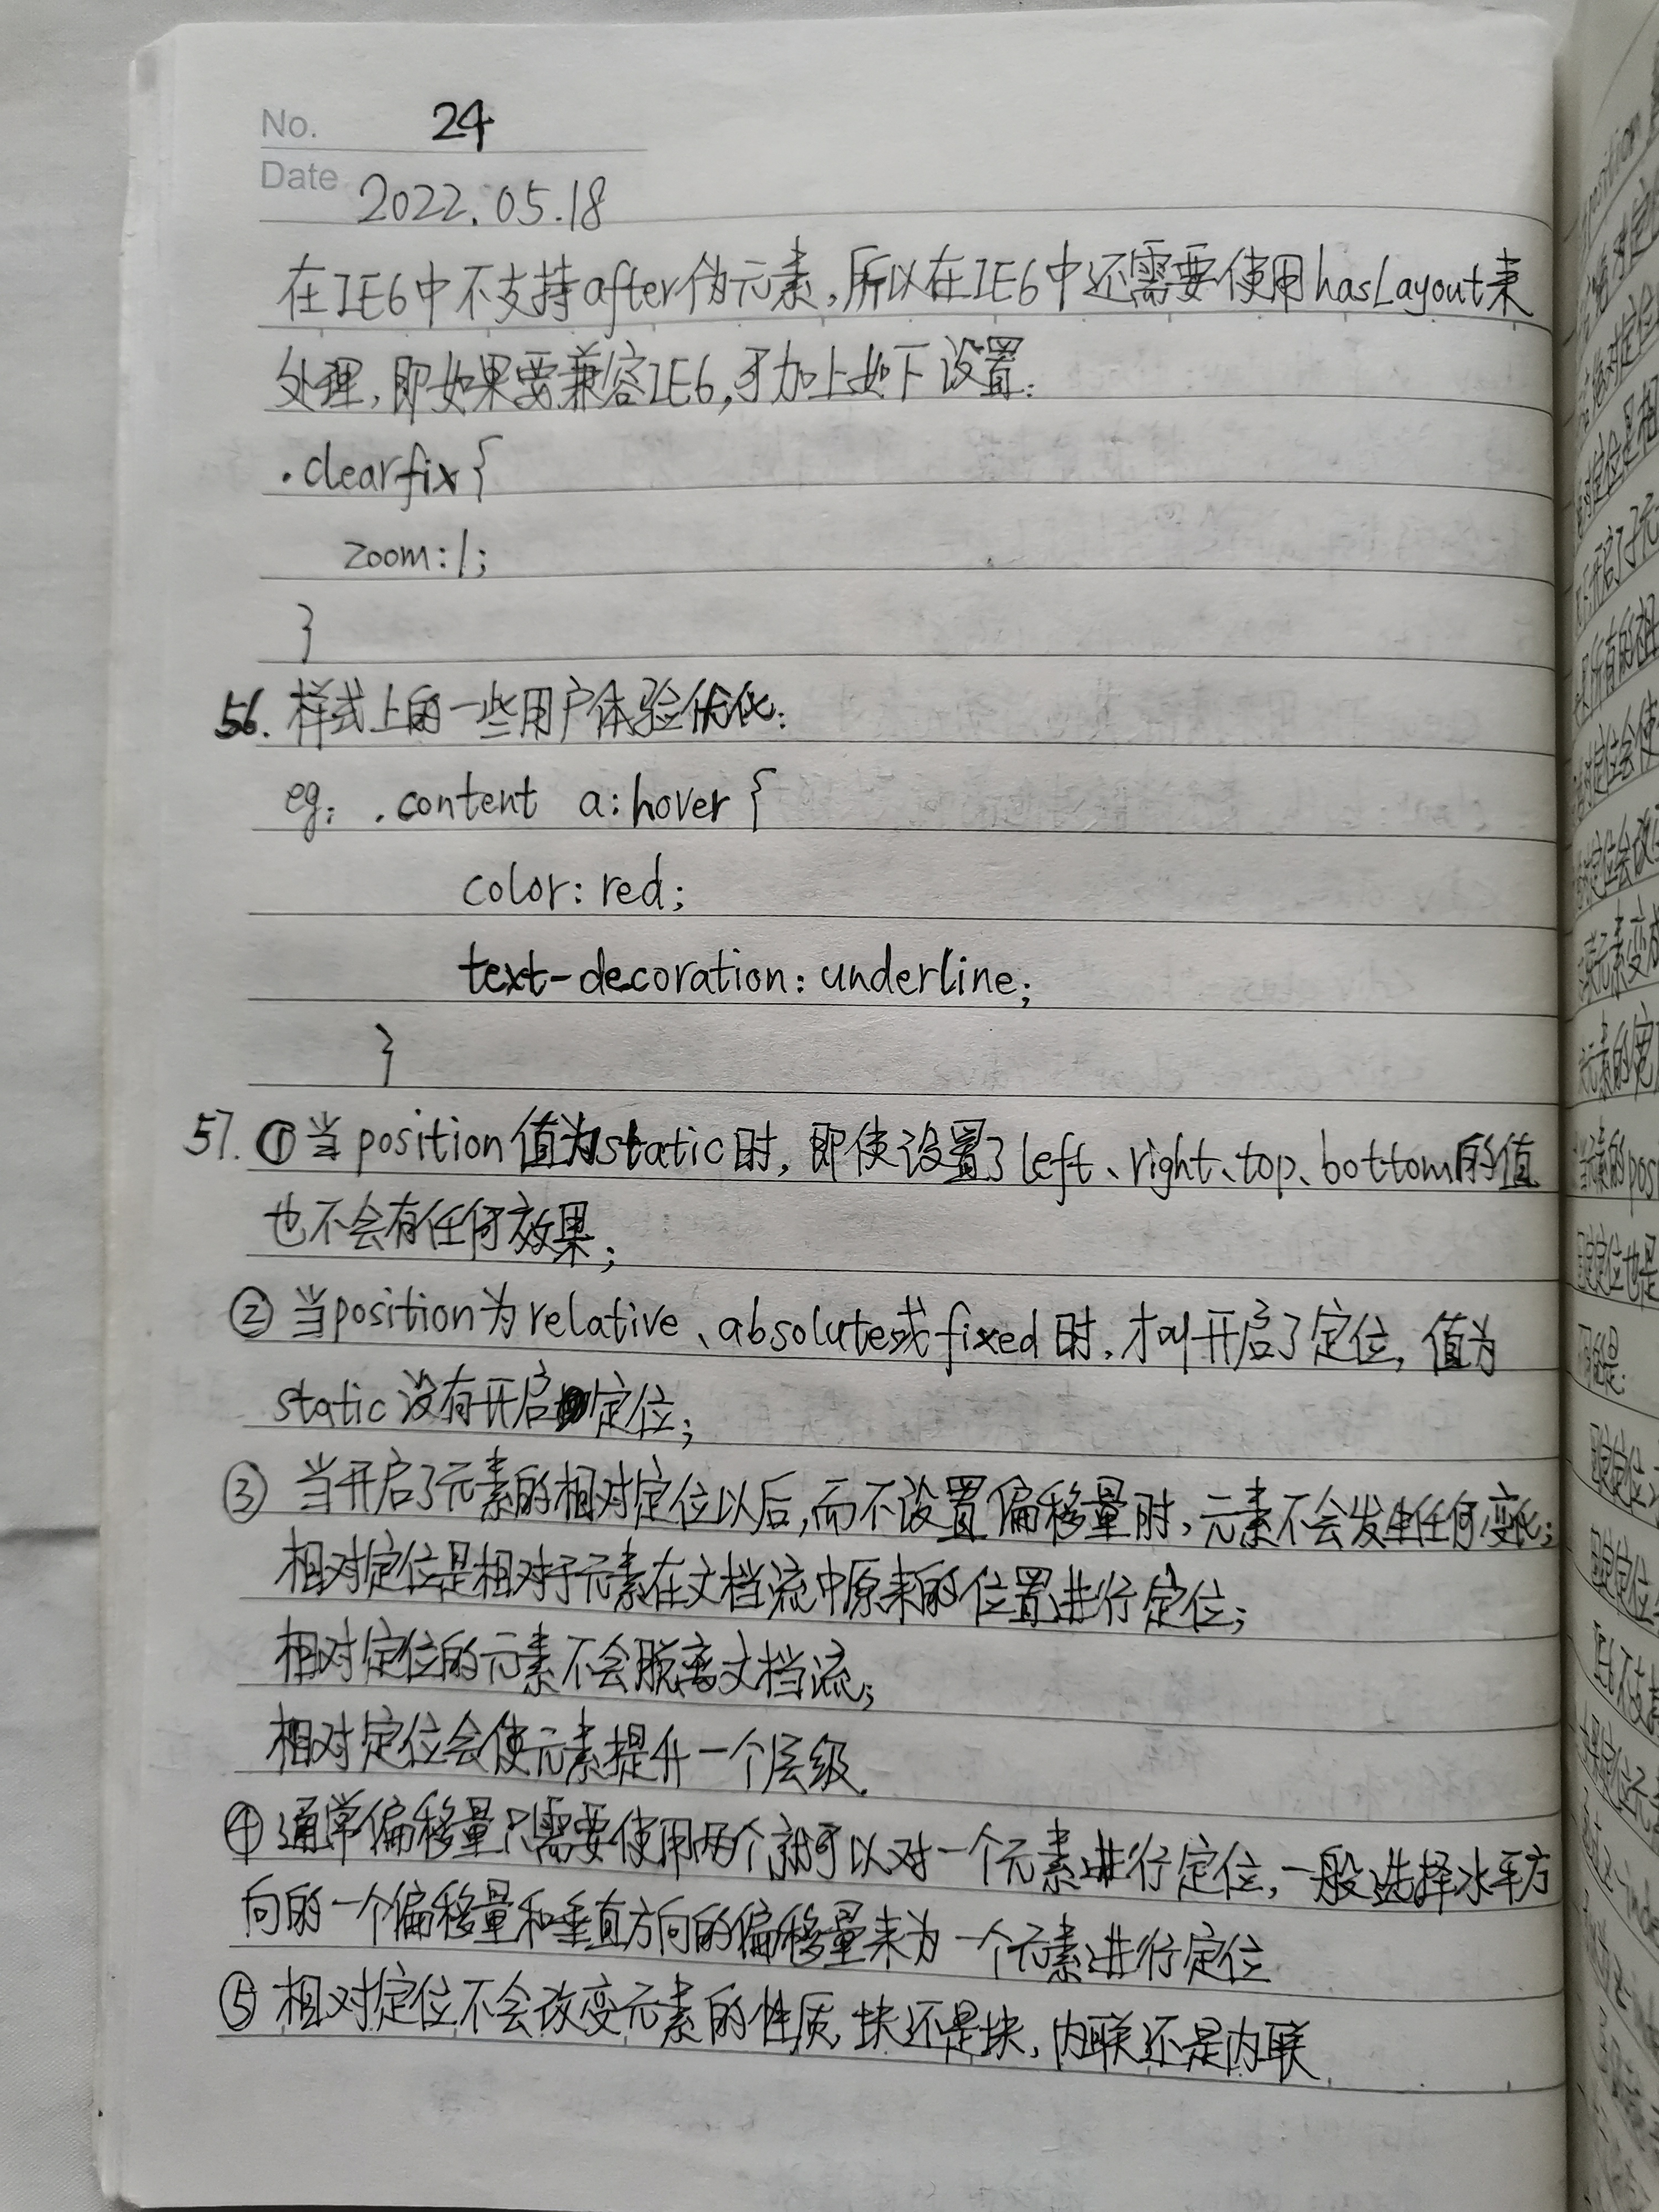 No. 24
Date 2022.05.18
在IE6中不支持after伪元素,所以在IE6中还需要使用hasLayout来
处理,即如果要兼容IE6,可加上如下设置:
.clearfix{
zoom:1;
}
56. 样式上的一些用户体验优化:
eg: .content a:hover{
color: red;
text-decoration: underline;
}
57. ①当position值为static时,即使设置了left、right、top、bottom的值
也不会有任何效果;
②当position为relative、absolute或fixed时,才叫开启了定位,值为
static没有开启定位;
③ 当开启了元素的相对定位以后,而不设置偏移量时,元素不会发生任何变化;
相对定位是相对于元素在文档流中原来的位置进行定位;
相对定位的元素不会脱离文档流;
相对定位会使元素提升一个层级.
④通常偏移量只需要使用两个就可以对一个元素进行定位,一般选择水平方
向的一个偏移量和垂直方向的偏移量来为一个元素进行定位
⑤相对定位不会改变元素的性质,块还是块,内联还是内联